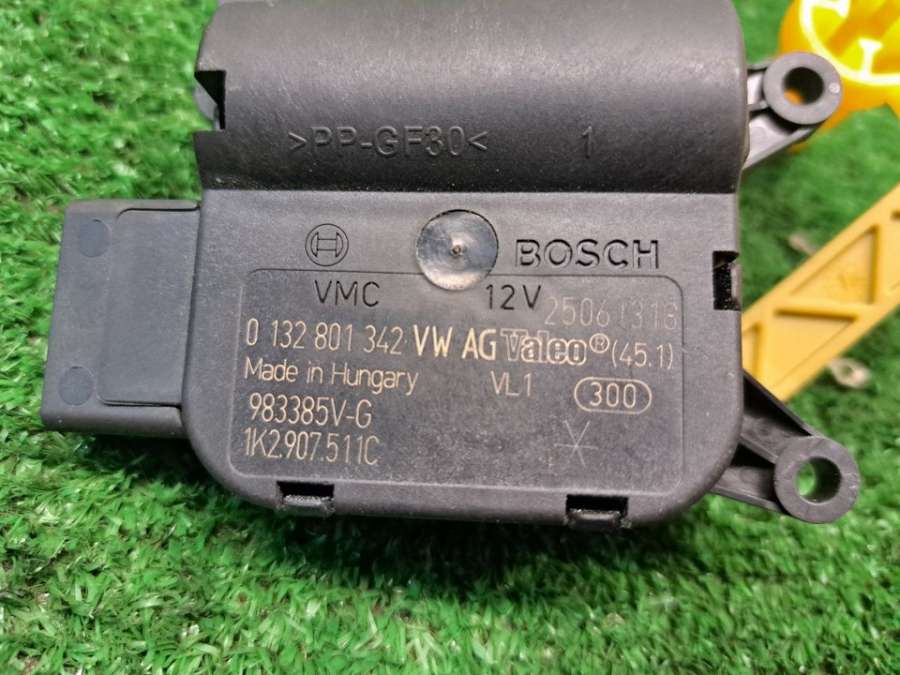 >PP-GF30< 1
BOSCH
VMC 12V 25061318
0 132 801 342 VW AG Valeo® (45.1)
Made in Hungary VL1 300
983385V-G
1K2.907.511C